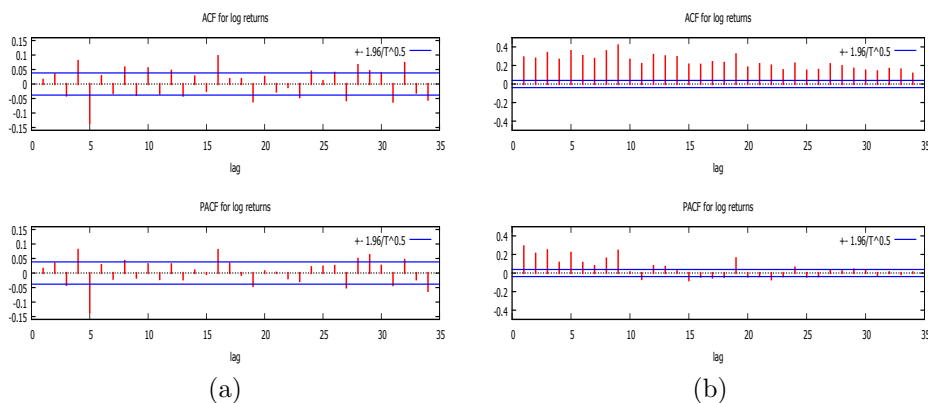 ACF for log returns
+- 1.96/T^0.5
0.15
0.1
0.05
0
-0.05
-0.1
-0.15
0 5 10 15 20 25 30 35
lag
PACF for log returns
+- 1.96/T^0.5
0.15
0.1
0.05
0
-0.05
-0.1
-0.15
0 5 10 15 20 25 30 35
lag
(a)
ACF for log returns
+- 1.96/T^0.5
0.4
0.2
0
-0.2
-0.4
0 5 10 15 20 25 30 35
lag
PACF for log returns
+- 1.96/T^0.5
0.4
0.2
0
-0.2
-0.4
0 5 10 15 20 25 30 35
lag
(b)